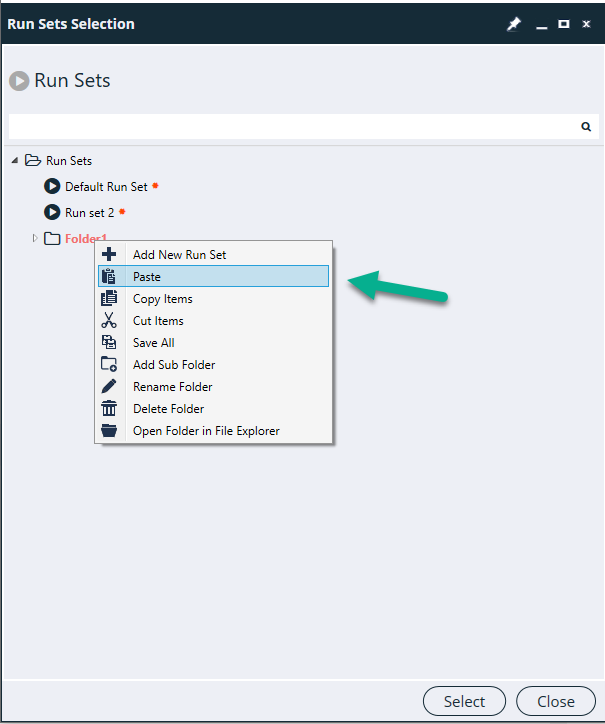 Run Sets Selection
Run Sets
Run Sets
Default Run Set
Run set 2
Folder1
Add New Run Set
Paste
Copy Items
Cut Items
Save All
Add Sub Folder
Rename Folder
Delete Folder
Open Folder in File Explorer
Select
Close